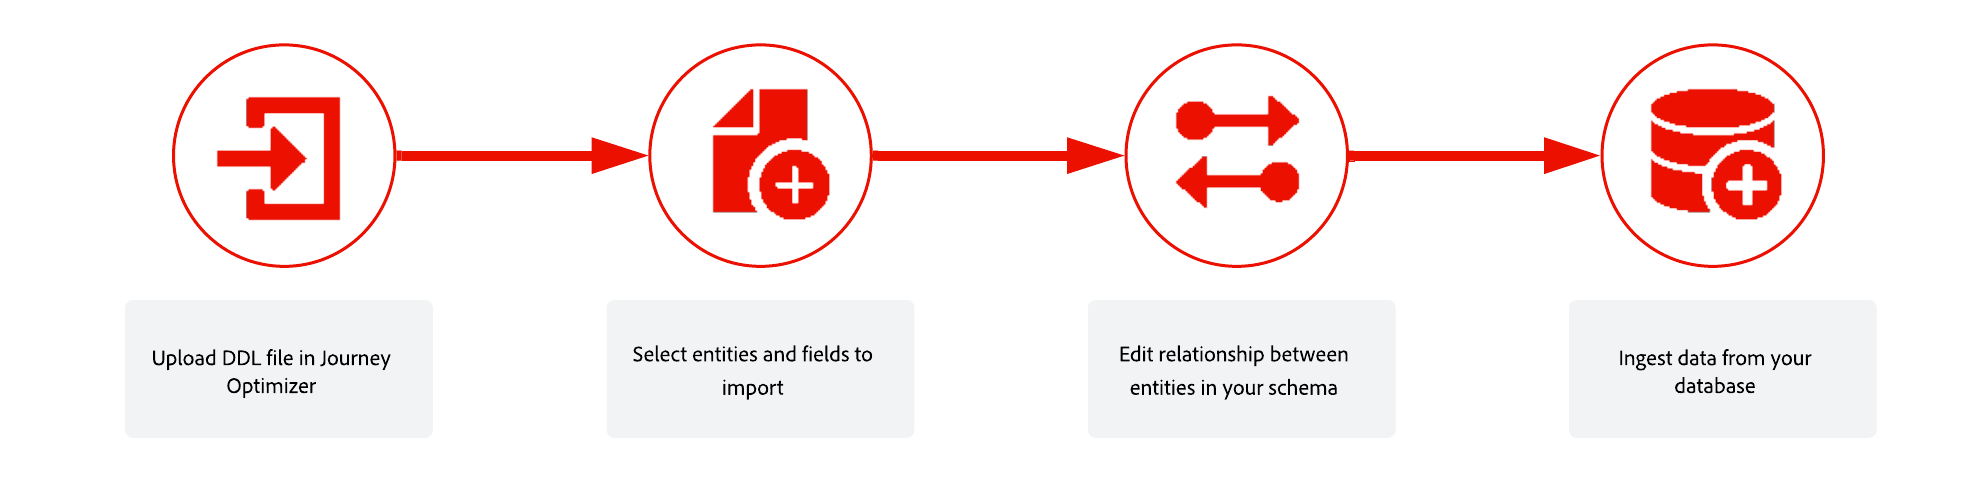 Upload DDL file in Journey
Optimizer
Select entities and fields to
import
Edit relationship between
entities in your schema
Ingest data from your
database